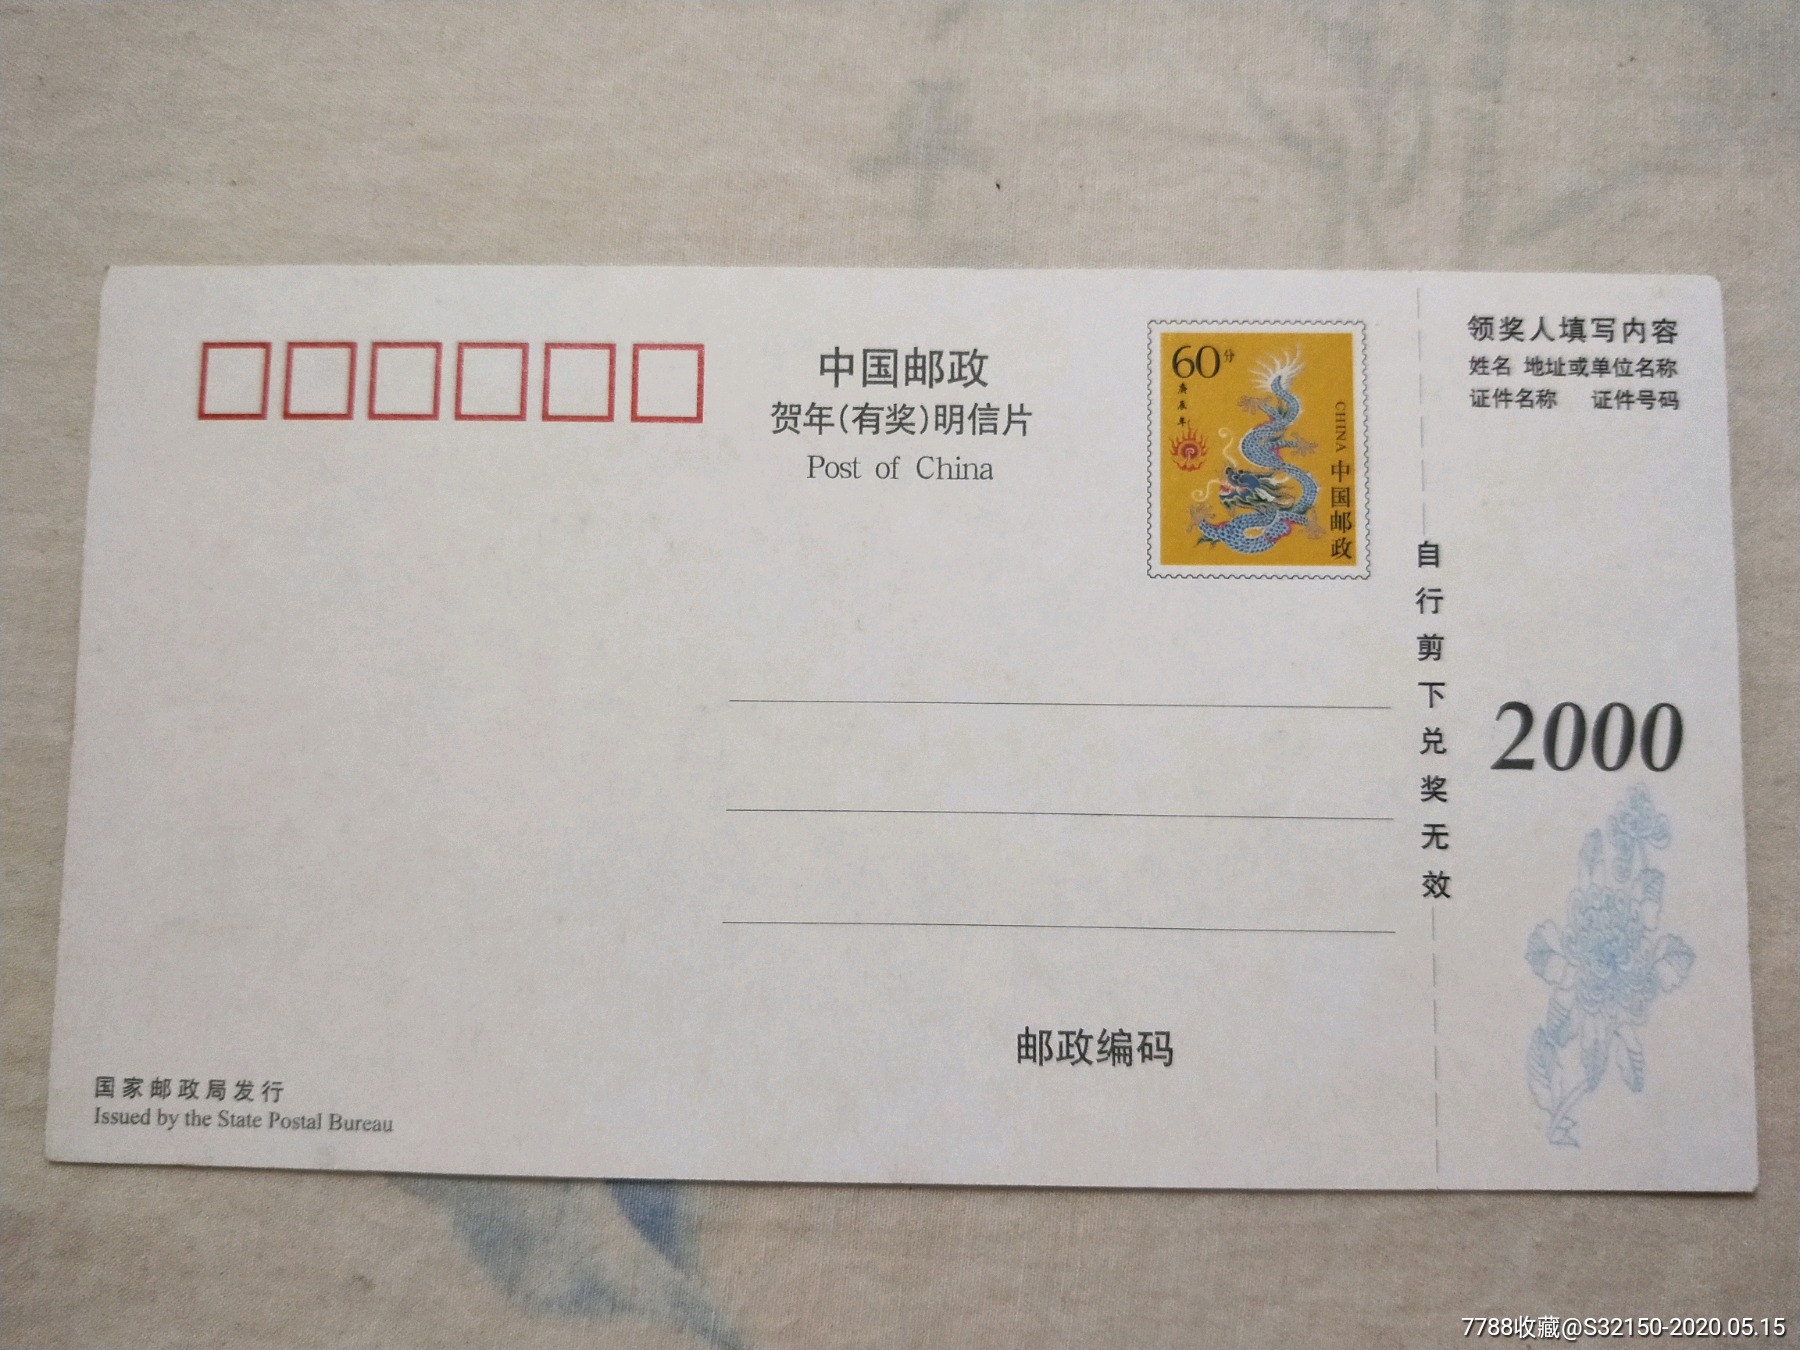 中国邮政
贺年(有奖)明信片
Post of China
60分
庚辰年
CHINA 中国邮政
领奖人填写内容
姓名 地址或单位名称
证件名称 证件号码
自行剪下兑奖无效
2000
邮政编码
国家邮政局发行
Issued by the State Postal Bureau
7788收藏@S32150-2020.05.15